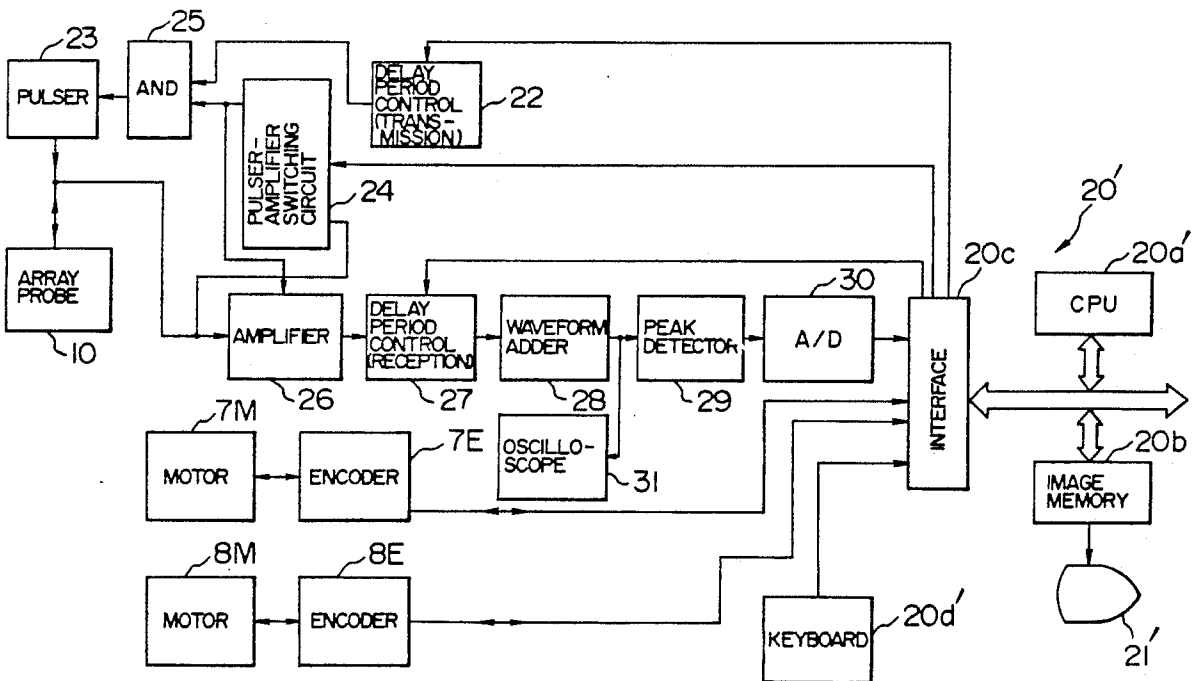 23
25
PULSER
AND
DELAY
PERIOD
CONTROL
(TRANS-
MISSION)
22
PULSER-
AMPLIFIER
SWITCHING
CIRCUIT
24
20'
ARRAY
PROBE
10
20c
20a'
CPU
30
AMPLIFIER
26
DELAY
PERIOD
CONTROL
(RECEPTION)
27
WAVEFORM
ADDER
28
PEAK
DETECTOR
29
A/D
INTERFACE
7M
MOTOR
7E
ENCODER
OSCILLO-
SCOPE
31
20b
IMAGE
MEMORY
8M
MOTOR
8E
ENCODER
KEYBOARD
20d'
21'